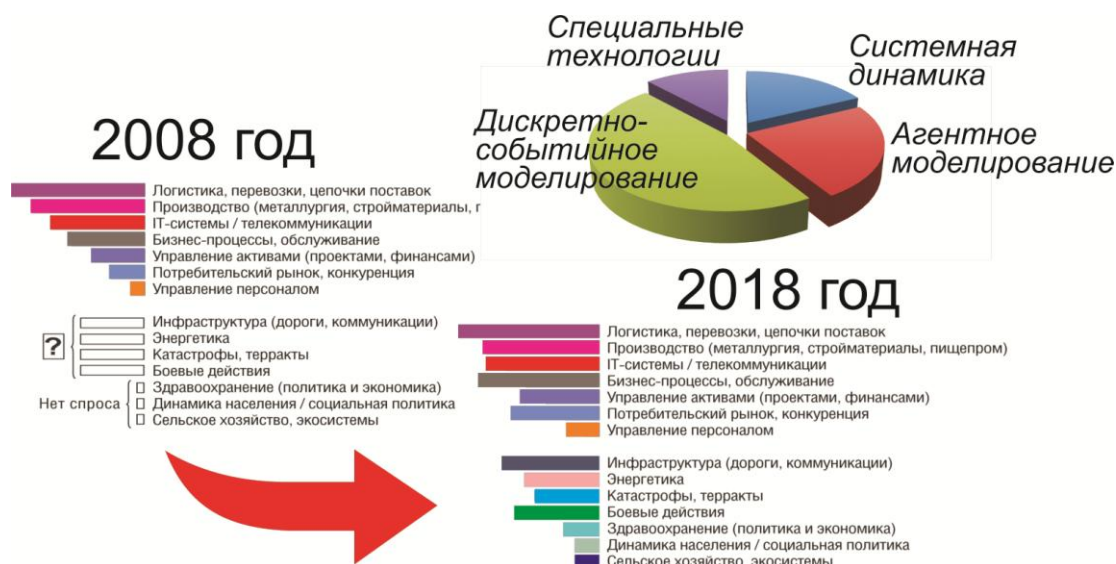 Специальные
технологии
Системная
динамика
Дискретно-
событийное
моделирование
Агентное
моделирование
2008 год
Логистика, перевозки, цепочки поставок
Производство (металлургия, стройматериалы, п
IT-системы / телекоммуникации
Бизнес-процессы, обслуживание
Управление активами (проектами, финансами)
Потребительский рынок, конкуренция
Управление персоналом
?
Инфраструктура (дороги, коммуникации)
Энергетика
Катастрофы, терракты
Боевые действия
Нет спроса
Здравоохранение (политика и экономика)
Динамика населения / социальная политика
Сельское хозяйство, экосистемы
2018 год
Логистика, перевозки, цепочки поставок
Производство (металлургия, стройматериалы, пищепром)
IT-системы / телекоммуникации
Бизнес-процессы, обслуживание
Управление активами (проектами, финансами)
Потребительский рынок, конкуренция
Управление персоналом
Инфраструктура (дороги, коммуникации)
Энергетика
Катастрофы, терракты
Боевые действия
Здравоохранение (политика и экономика)
Динамика населения / социальная политика
Сельское хозяйство, экосистемы